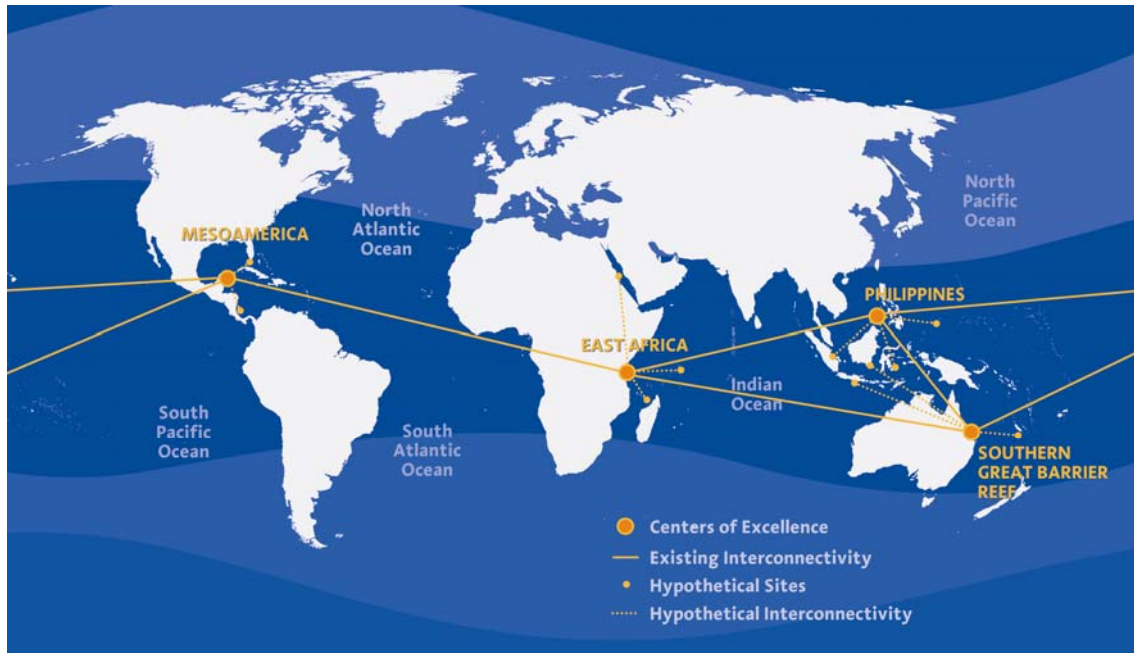 North
Pacific
Ocean
North
Atlantic
Ocean
MESOAMERICA
PHILIPPINES
EAST AFRICA
Indian
Ocean
South
Pacific
Ocean
South
Atlantic
Ocean
SOUTHERN
GREAT BARRIER
REEF
Centers of Excellence
Existing Interconnectivity
Hypothetical Sites
Hypothetical Interconnectivity